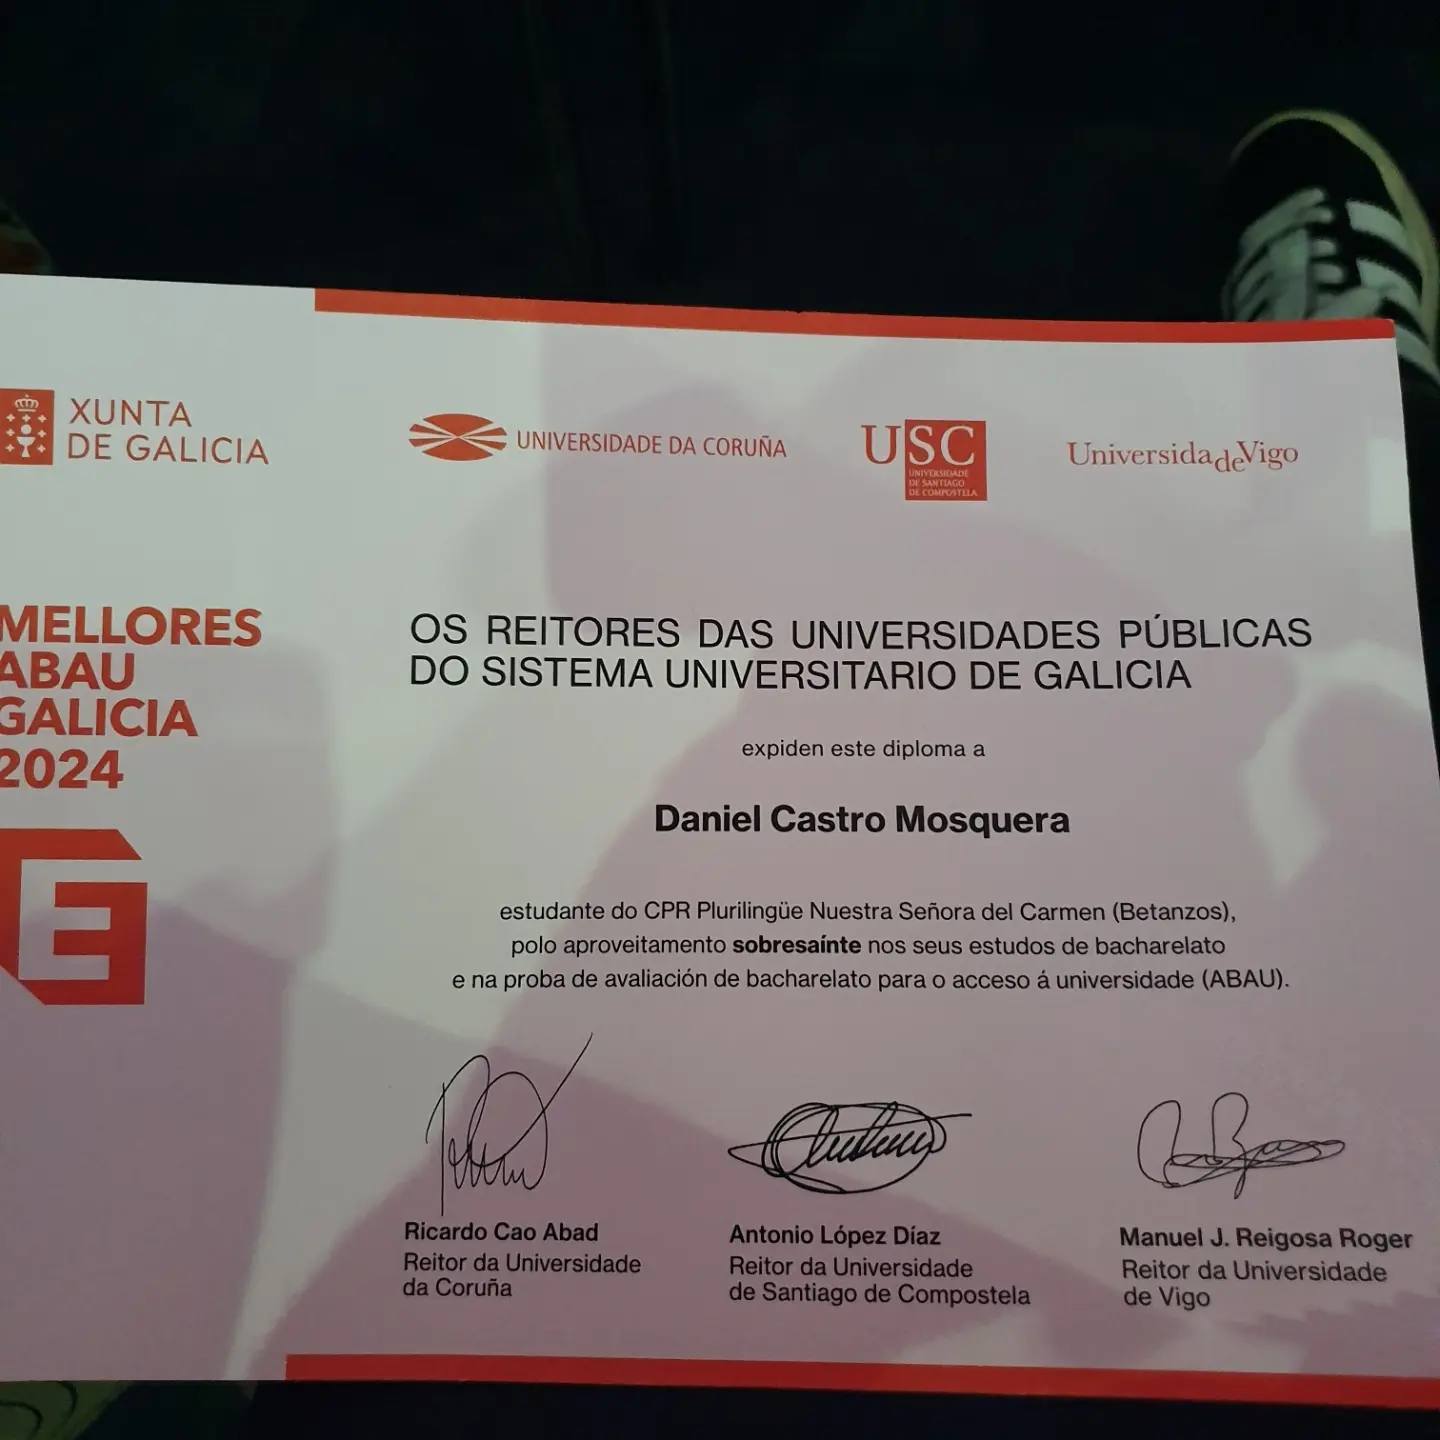 XUNTA
DE GALICIA
UNIVERSIDADE DA CORUÑA
USC
UNIVERSIDADE
DE SANTIAGO
DE COMPOSTELA
UniversidadeVigo
MELLORES
ABAU
GALICIA
2024
OS REITORES DAS UNIVERSIDADES PÚBLICAS
DO SISTEMA UNIVERSITARIO DE GALICIA
expiden este diploma a
Daniel Castro Mosquera
estudante do CPR Plurilingüe Nuestra Señora del Carmen (Betanzos),
polo aproveitamento sobresaínte nos seus estudos de bacharelato
e na proba de avaliación de bacharelato para o acceso á universidade (ABAU).
Ricardo Cao Abad
Reitor da Universidade
da Coruña
Antonio López Díaz
Reitor da Universidade
de Santiago de Compostela
Manuel J. Reigosa Roger
Reitor da Universidade
de Vigo